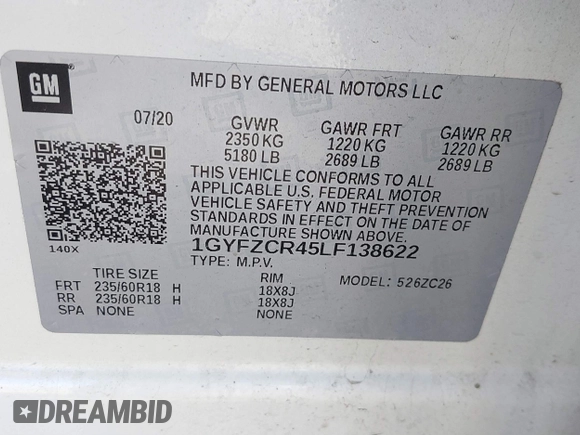 GM
MFD BY GENERAL MOTORS LLC
07/20
GVWR GAWR FRT GAWR RR
2350 KG 1220 KG 1220 KG
5180 LB 2689 LB 2689 LB
THIS VEHICLE CONFORMS TO ALL
APPLICABLE U.S. FEDERAL MOTOR
VEHICLE SAFETY AND THEFT PREVENTION
STANDARDS IN EFFECT ON THE DATE OF
MANUFACTURE SHOWN ABOVE.
140X
1GYFZCR45LF138622
TYPE: M.P.V.
TIRE SIZE RIM MODEL: 526ZC26
FRT 235/60R18 H 18X8J
RR 235/60R18 H 18X8J
SPA NONE NONE
DREAMBID